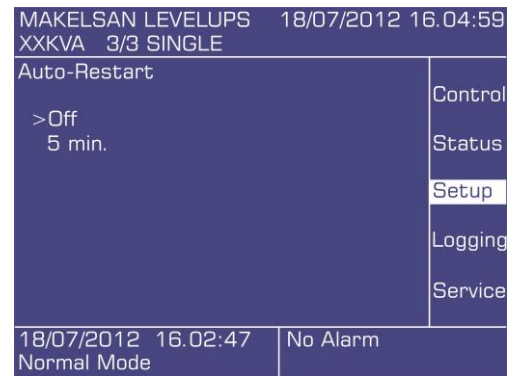 MAKELSAN LEVELUPS 18/07/2012 16.04:59
XXKVA 3/3 SINGLE
Auto-Restart
>Off
5 min.
Control
Status
Setup
Logging
Service
18/07/2012 16.02:47
Normal Mode
No Alarm